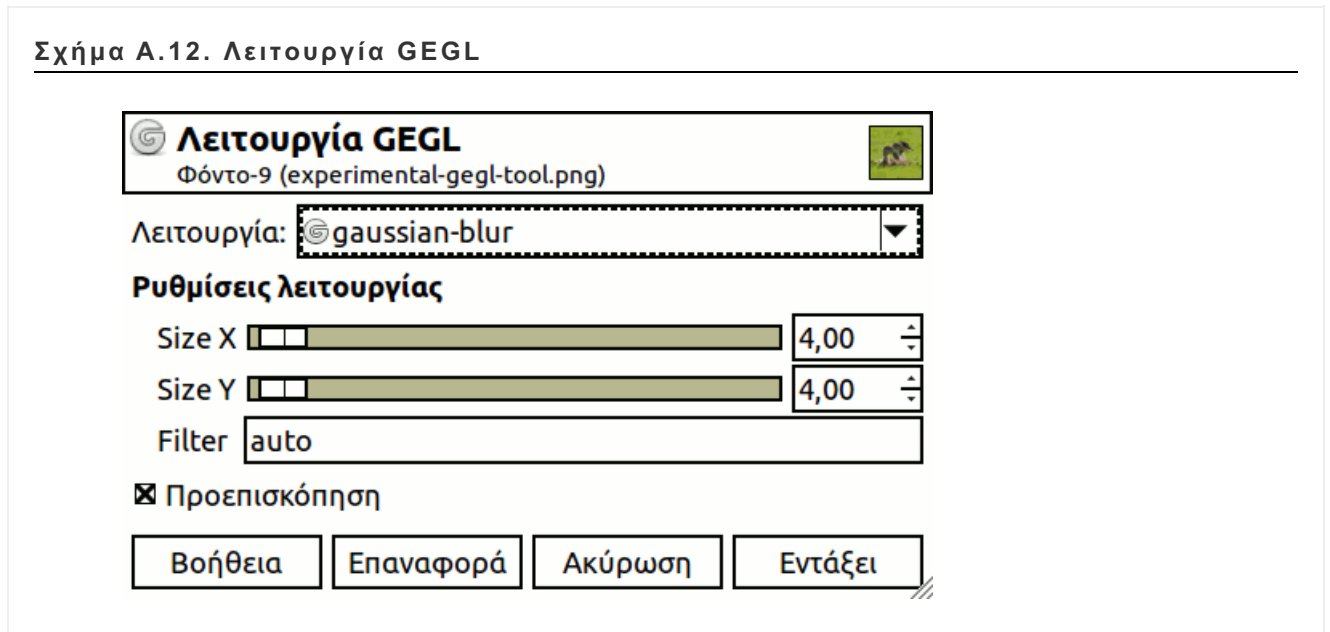 Σχήμα A.12. Λειτουργία GEGL
Λειτουργία GEGL
Φόντο-9 (experimental-gegl-tool.png)
Λειτουργία: gaussian-blur
Ρυθμίσεις λειτουργίας
Size X 4,00
Size Y 4,00
Filter auto
Προεπισκόπηση
Βοήθεια Επαναφορά Ακύρωση Εντάξει